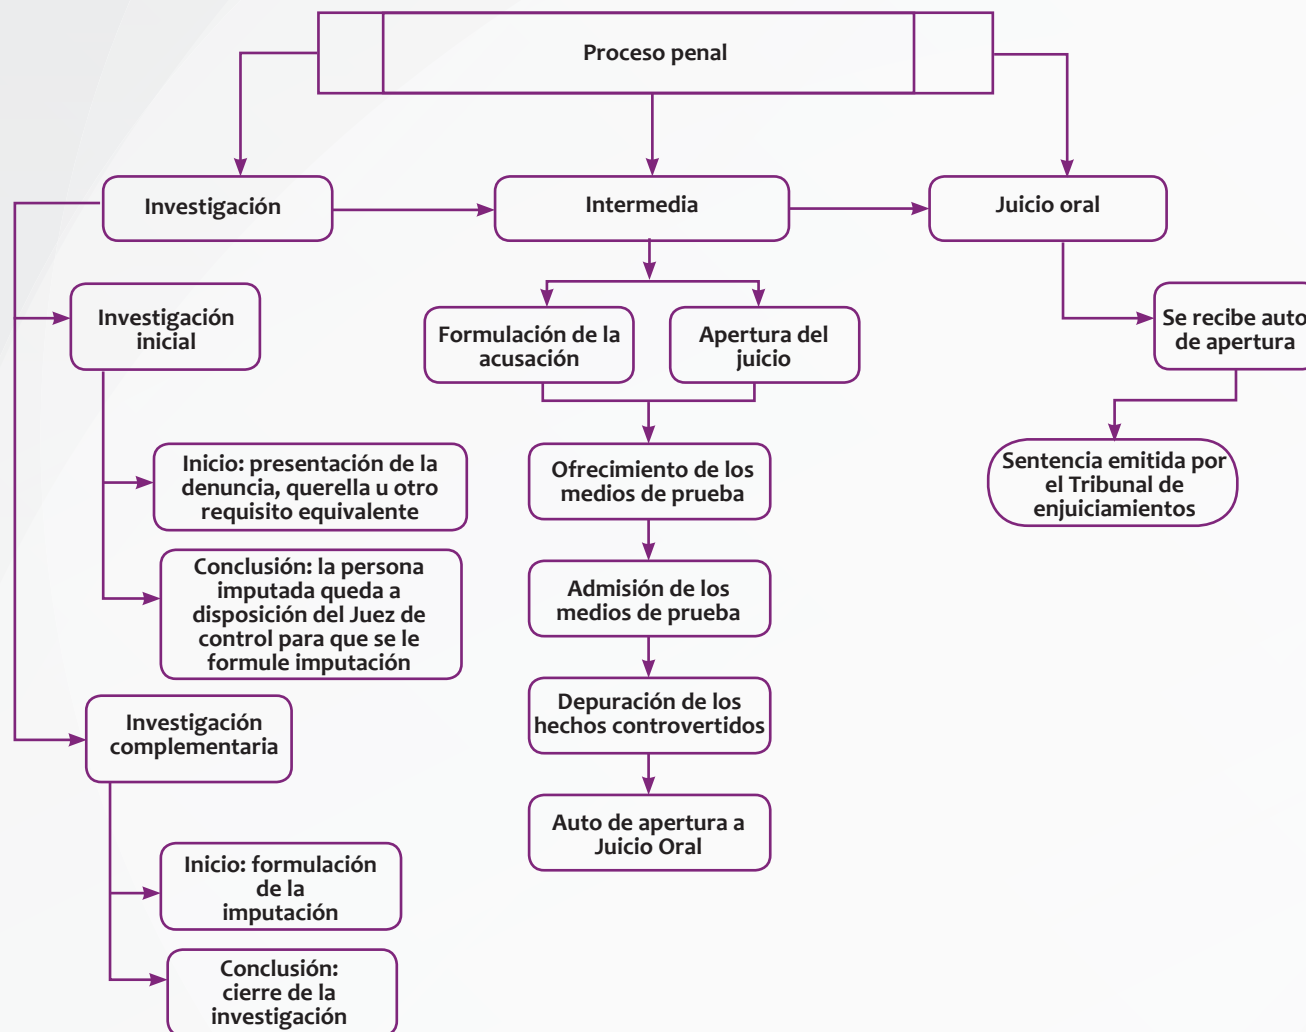 Proceso penal
Investigación
Intermedia
Juicio oral
Investigación
inicial
Inicio: presentación de la
denuncia, querella u otro
requisito equivalente
Conclusión: la persona
imputada queda a
disposición del Juez de
control para que se le
formule imputación
Investigación
complementaria
Inicio: formulación
de la
imputación
Conclusión:
cierre de la
investigación
Formulación de la
acusación
Apertura del
juicio
Ofrecimiento de los
medios de prueba
Admisión de los
medios de prueba
Depuración de los
hechos controvertidos
Auto de apertura a
Juicio Oral
Se recibe auto
de apertura
Sentencia emitida por
el Tribunal de
enjuiciamientos